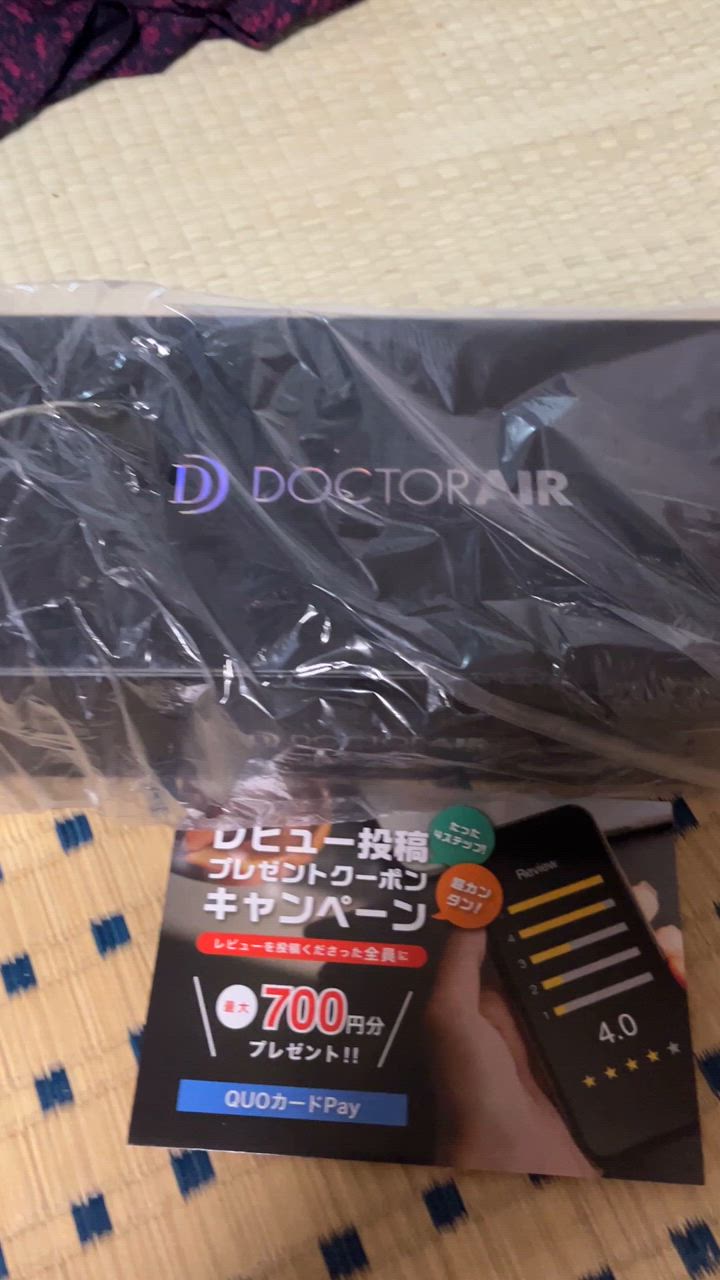 DOCTORAIR
レビュー投稿
プレゼントクーポン
キャンペーン
たった
4ステップ!
超カン
タン!
レビューを投稿くださった全員に
最大700円分
プレゼント!!
QUOカードPay
Review
4
3
2
1
4.0